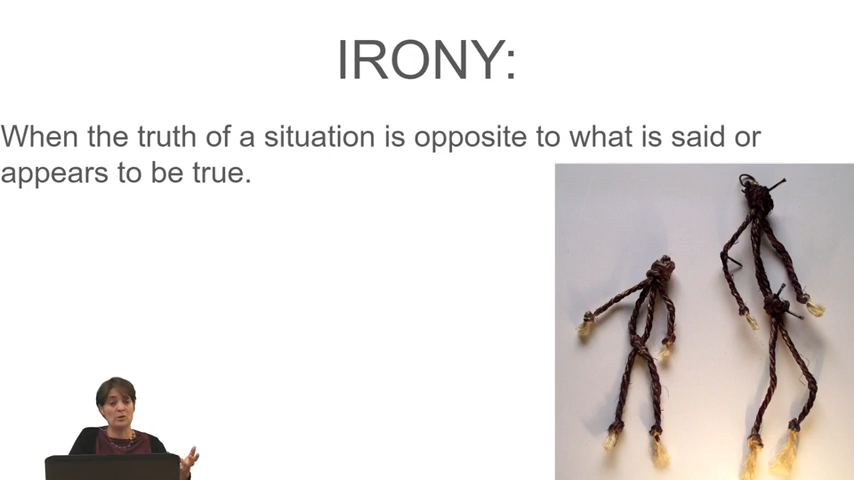 IRONY:
When the truth of a situation is opposite to what is said or
appears to be true.